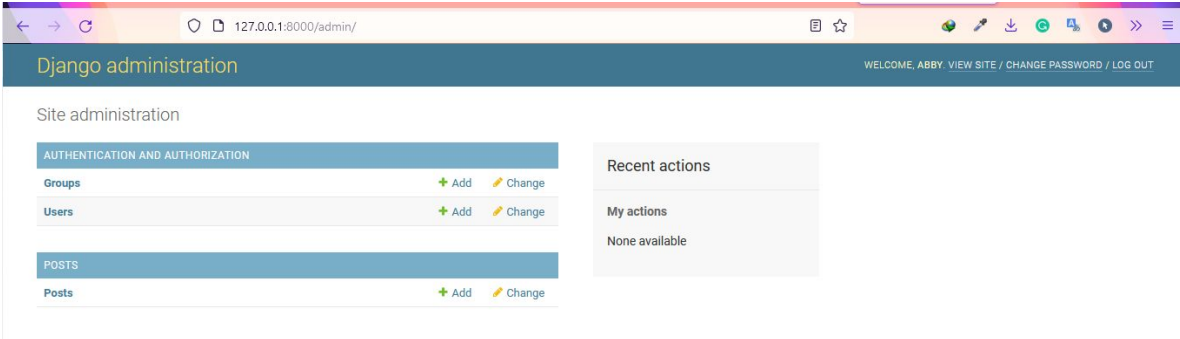 127.0.0.1:8000/admin/
Django administration
WELCOME, ABBY. VIEW SITE / CHANGE PASSWORD / LOG OUT
Site administration
AUTHENTICATION AND AUTHORIZATION
Groups + Add Change
Users + Add Change
POSTS
Posts + Add Change
Recent actions
My actions
None available